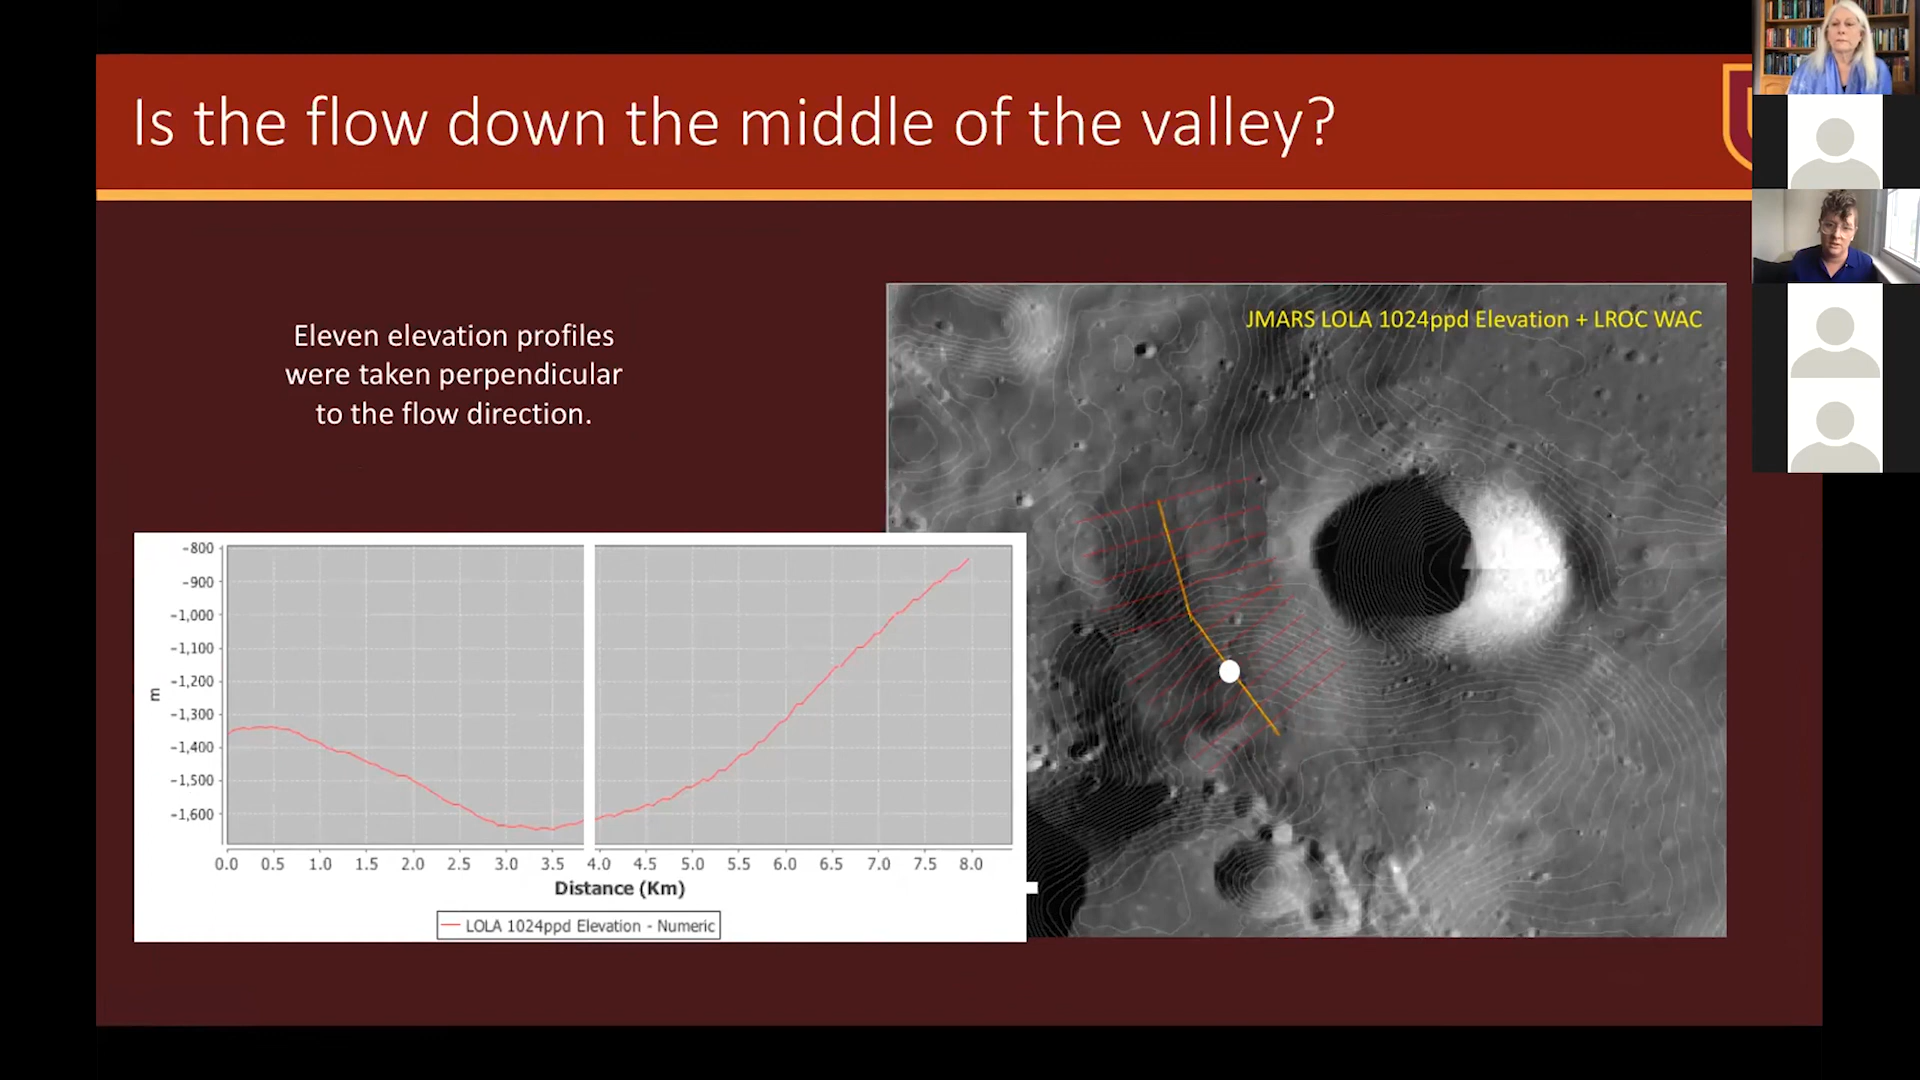 Is the flow down the middle of the valley?
Eleven elevation profiles
were taken perpendicular
to the flow direction.
JMARS LOLA 1024ppd Elevation + LROC WAC
-800
-900
-1,000
-1,100
-1,200
-1,300
-1,400
-1,500
-1,600
m
0.0 0.5 1.0 1.5 2.0 2.5 3.0 3.5 4.0 4.5 5.0 5.5 6.0 6.5 7.0 7.5 8.0
Distance (Km)
LOLA 1024ppd Elevation - Numeric